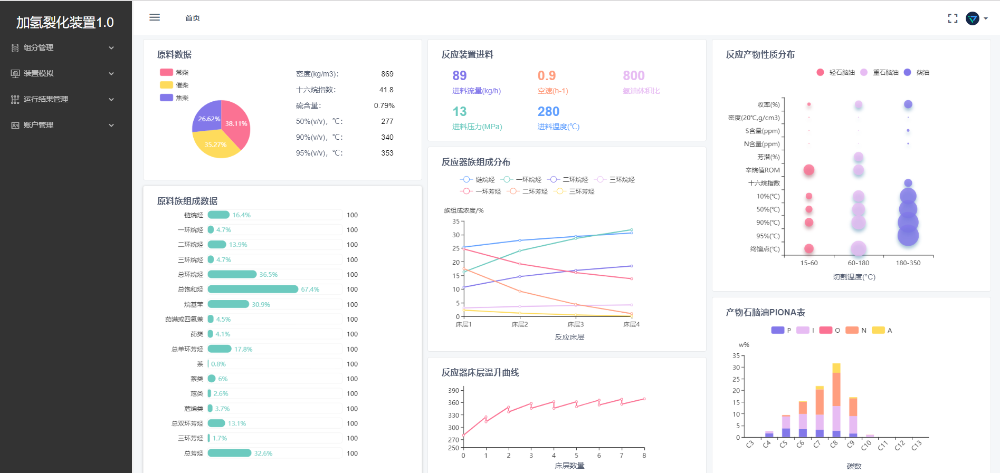 加氢裂化装置1.0
组分管理
装置模拟
运行结果管理
账户管理
首页
原料数据
常柴
催柴
焦柴
26.62%
38.11%
35.27%
密度(kg/m3)： 869
十六烷指数： 41.8
硫含量： 0.79%
50%(v/v)，℃： 277
90%(v/v)，℃： 340
95%(v/v)，℃： 353
原料族组成数据
链烷烃 16.4% 100
一环烷烃 4.7% 100
二环烷烃 13.9% 100
三环烷烃 4.7% 100
总环烷烃 36.5% 100
总饱和烃 67.4% 100
烷基苯 30.9% 100
茚满或四氢萘 4.5% 100
茚类 4.1% 100
总单环芳烃 17.8% 100
萘 0.8% 100
萘类 6% 100
苊类 2.6% 100
苊烯类 3.7% 100
总双环芳烃 13.1% 100
三环芳烃 1.7% 100
总芳烃 32.6% 100
反应装置进料
89 0.9 800
进料流量(kg/h) 空速(h-1) 氢油体积比
13 280
进料压力(MPa) 进料温度(℃)
反应器族组成分布
链烷烃 一环烷烃 二环烷烃 三环烷烃
一环芳烃 二环芳烃 三环芳烃
族组成浓度/%
35
30
25
20
15
10
5
0
床层1 床层2 床层3 床层4
反应床层
反应器床层温升曲线
390
360
330
300
270
250
0 1 2 3 4 5 6 7 8
床层数量
反应产物性质分布
轻石脑油 重石脑油 柴油
收率(%)
密度(20℃,g/cm3)
S含量(ppm)
N含量(ppm)
芳潜(%)
辛烷值ROM
十六烷指数
10%(℃)
50%(℃)
90%(℃)
95%(℃)
终馏点(℃)
15-60 60-180 180-350
切割温度(°C)
产物石脑油PIONA表
P I O N A
w%
35
30
25
20
15
10
5
0
C3 C4 C5 C6 C7 C8 C9 C10 C11 C12 C13
碳数